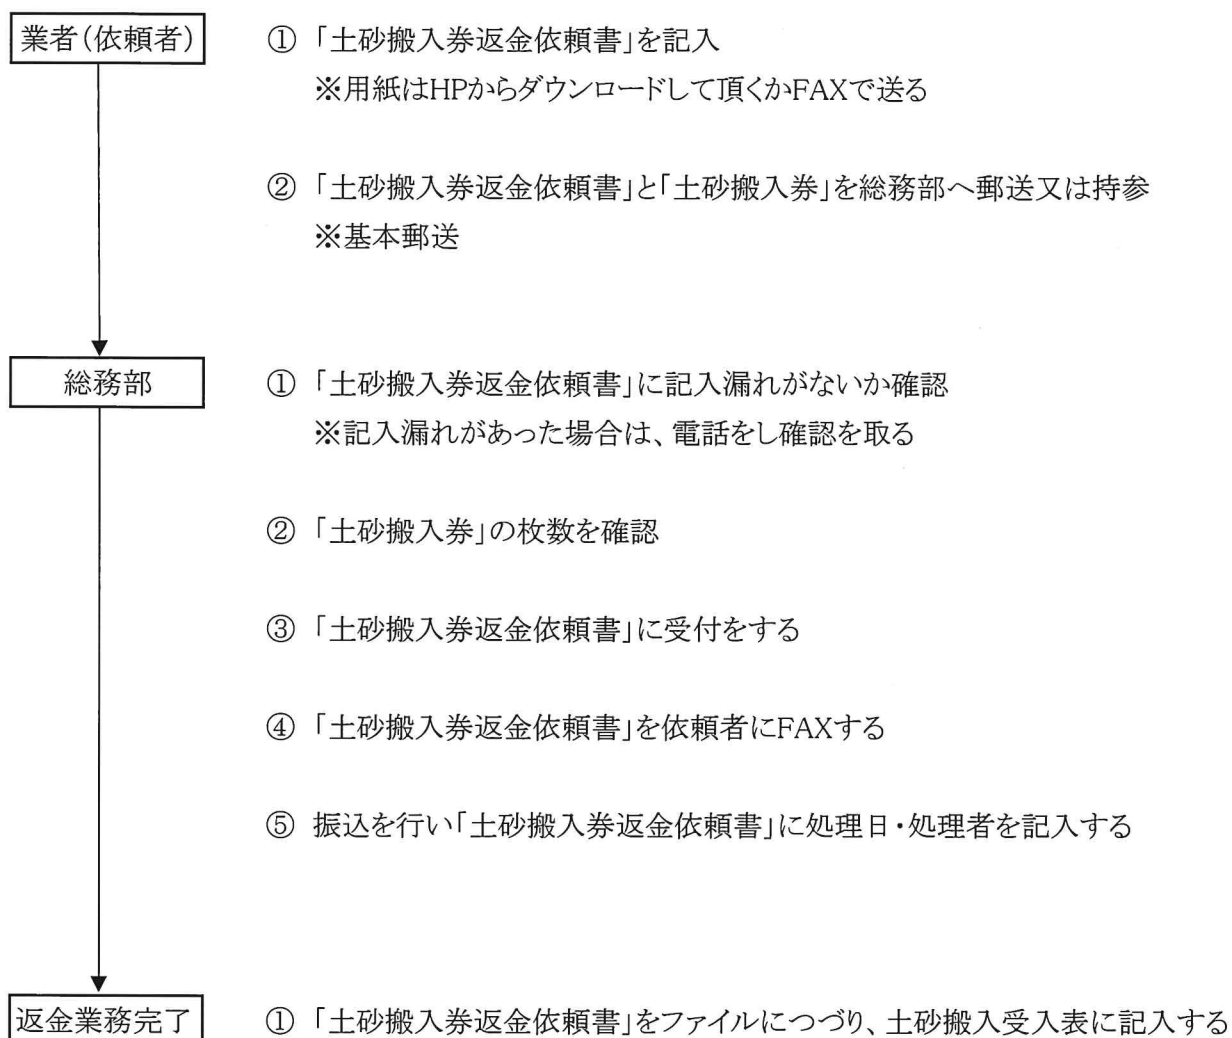 業者(依頼者)
① 「土砂搬入券返金依頼書」を記入
※用紙はHPからダウンロードして頂くかFAXで送る
② 「土砂搬入券返金依頼書」と「土砂搬入券」を総務部へ郵送又は持参
※基本郵送
総務部
① 「土砂搬入券返金依頼書」に記入漏れがないか確認
※記入漏れがあった場合は、電話をし確認を取る
② 「土砂搬入券」の枚数を確認
③ 「土砂搬入券返金依頼書」に受付をする
④ 「土砂搬入券返金依頼書」を依頼者にFAXする
⑤ 振込を行い「土砂搬入券返金依頼書」に処理日・処理者を記入する
返金業務完了
① 「土砂搬入券返金依頼書」をファイルにつづり、土砂搬入受入表に記入する